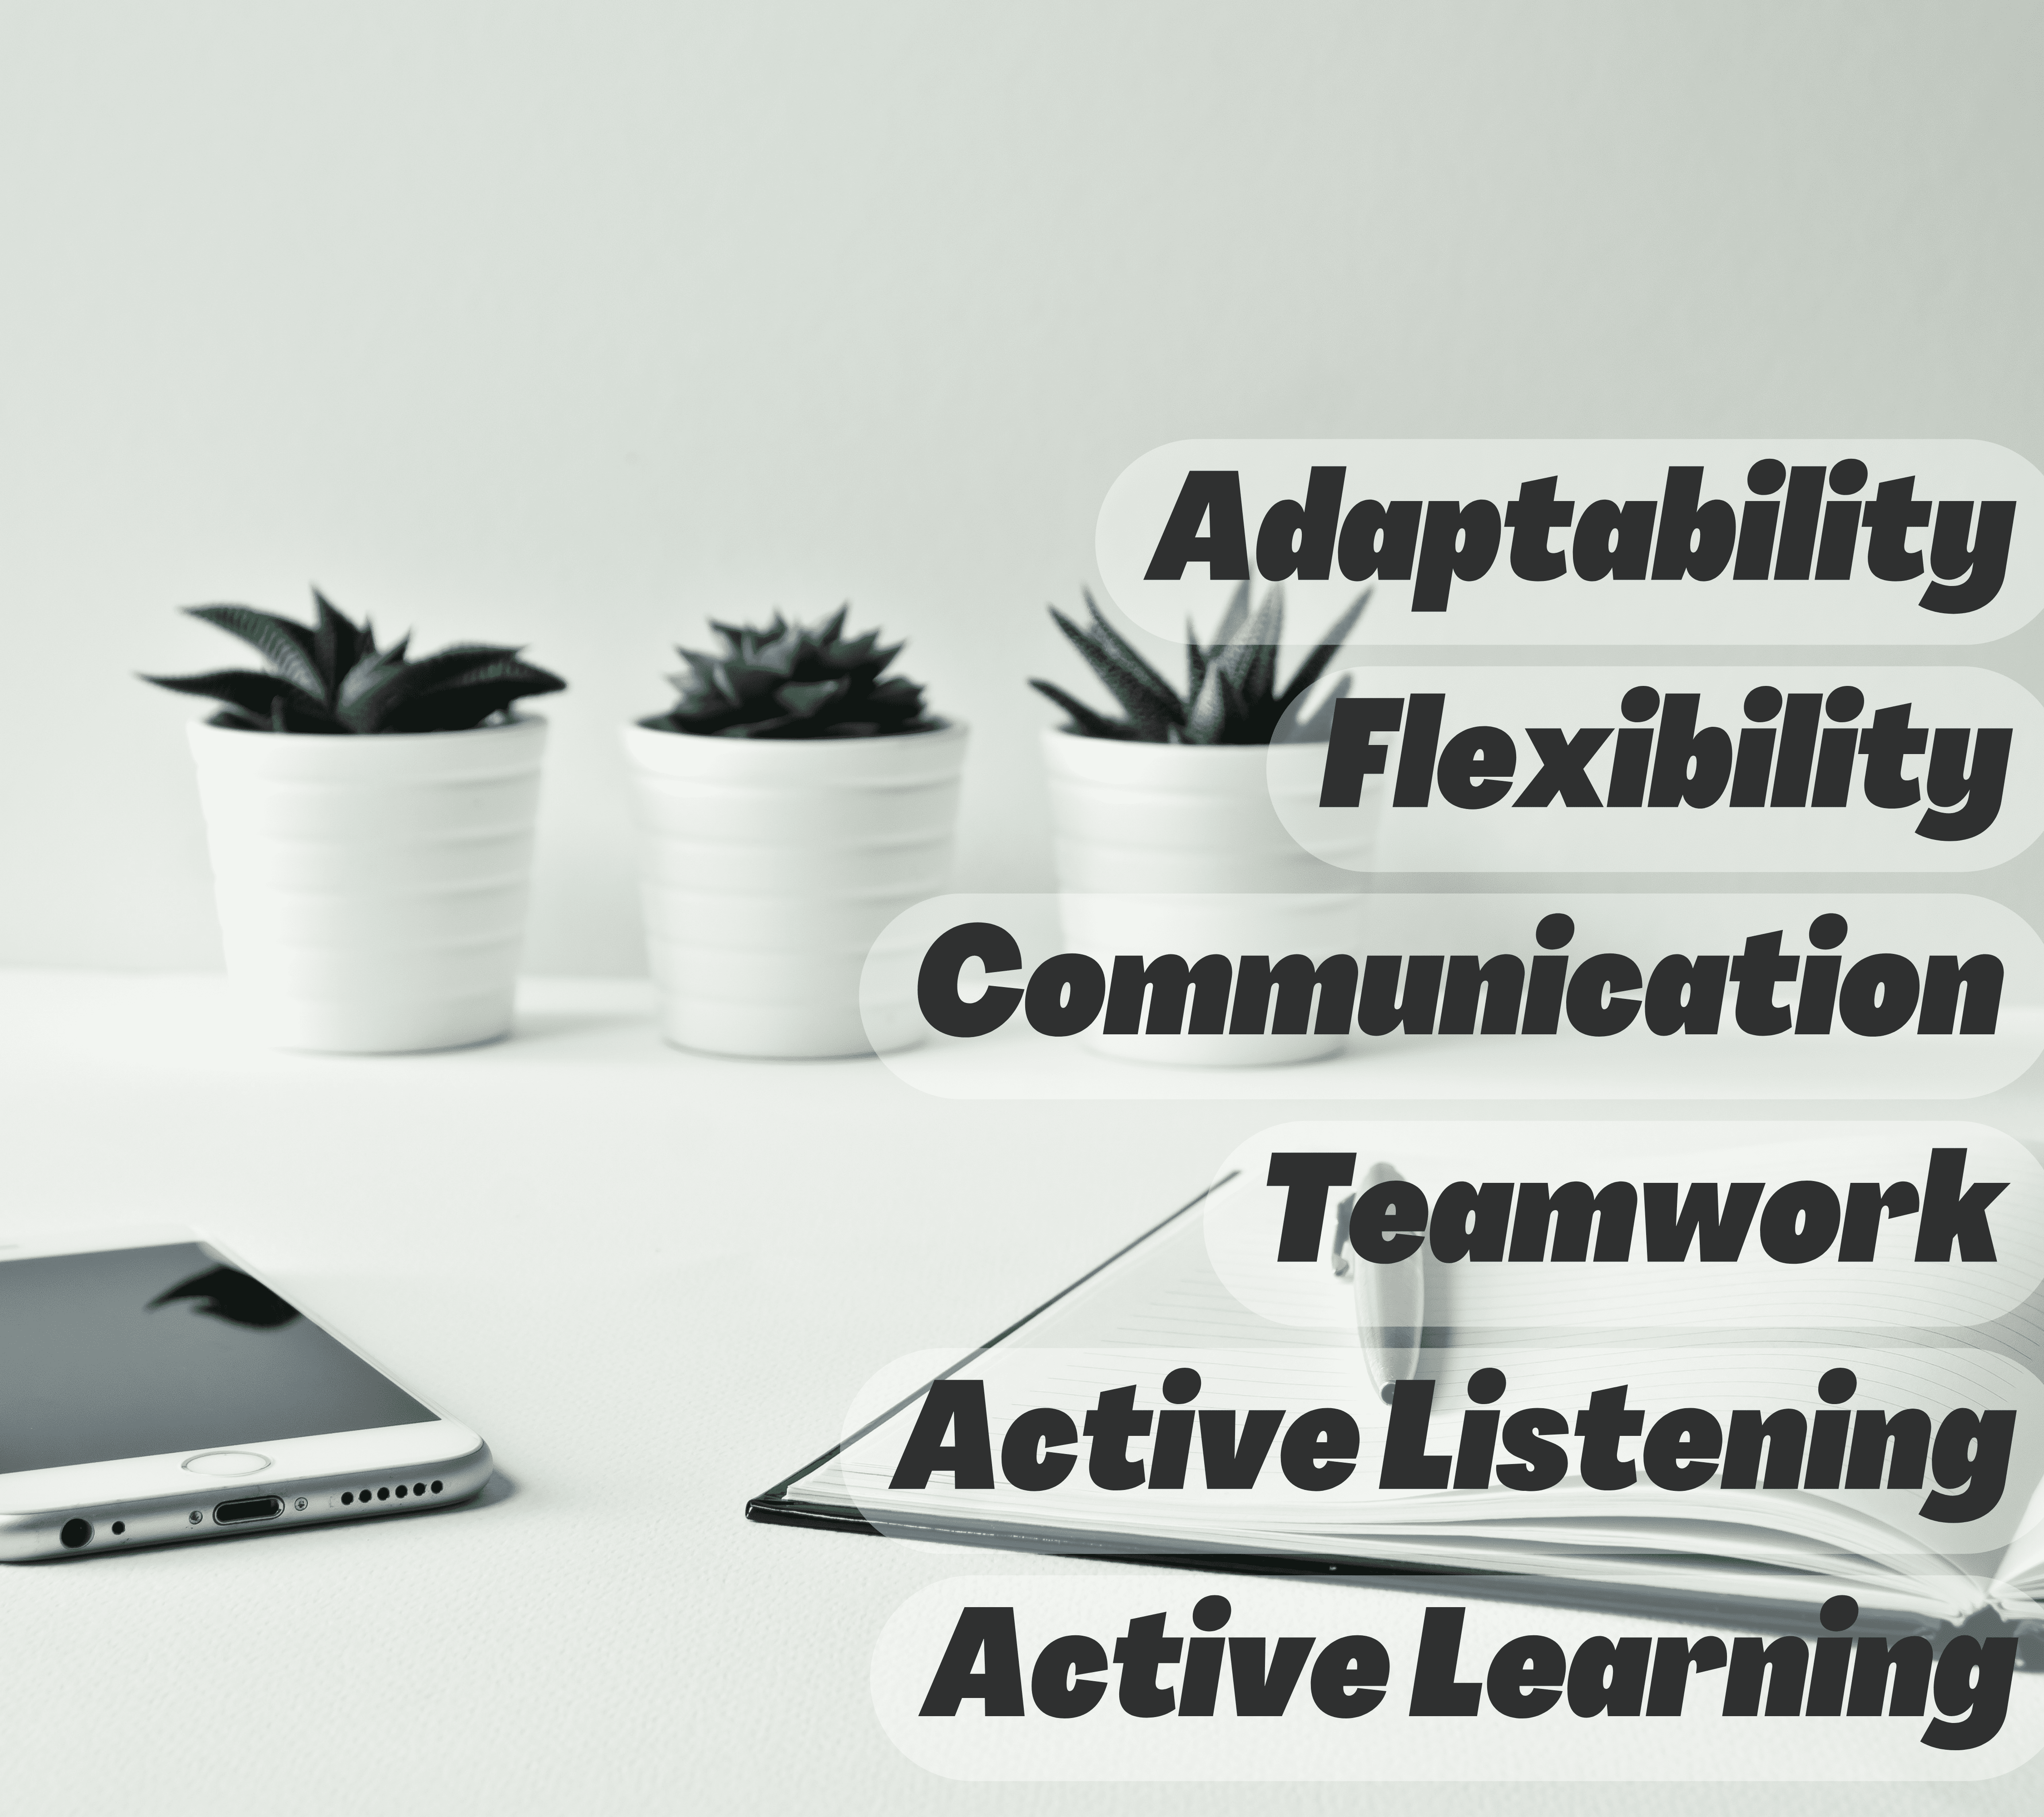 Adaptability
Flexibility
Communication
Teamwork
Active Listening
Active Learning